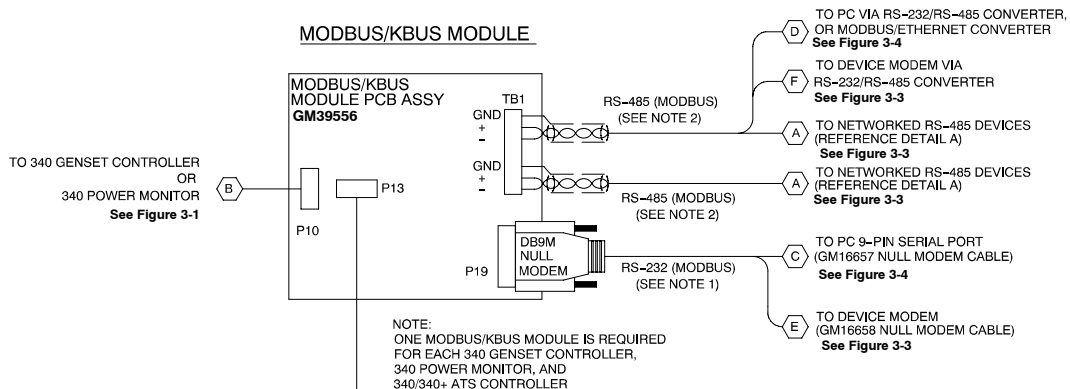 MODBUS/KBUS MODULE
MODBUS/KBUS
MODULE PCB ASSY
GM39556
TB1
GND
+
-
GND
+
-
TO 340 GENSET CONTROLLER
OR
340 POWER MONITOR
See Figure 3-1
B
P10
P13
P19
DB9M
NULL
MODEM
RS-485 (MODBUS)
(SEE NOTE 2)
RS-485 (MODBUS)
(SEE NOTE 2)
RS-232 (MODBUS)
(SEE NOTE 1)
D
TO PC VIA RS-232/RS-485 CONVERTER,
OR MODBUS/ETHERNET CONVERTER
See Figure 3-4
F
TO DEVICE MODEM VIA
RS-232/RS-485 CONVERTER
See Figure 3-3
A
TO NETWORKED RS-485 DEVICES
(REFERENCE DETAIL A)
See Figure 3-3
A
TO NETWORKED RS-485 DEVICES
(REFERENCE DETAIL A)
See Figure 3-3
C
TO PC 9-PIN SERIAL PORT
(GM16657 NULL MODEM CABLE)
See Figure 3-4
E
TO DEVICE MODEM
(GM16658 NULL MODEM CABLE)
See Figure 3-3
NOTE:
ONE MODBUS/KBUS MODULE IS REQUIRED
FOR EACH 340 GENSET CONTROLLER,
340 POWER MONITOR, AND
340/340+ ATS CONTROLLER